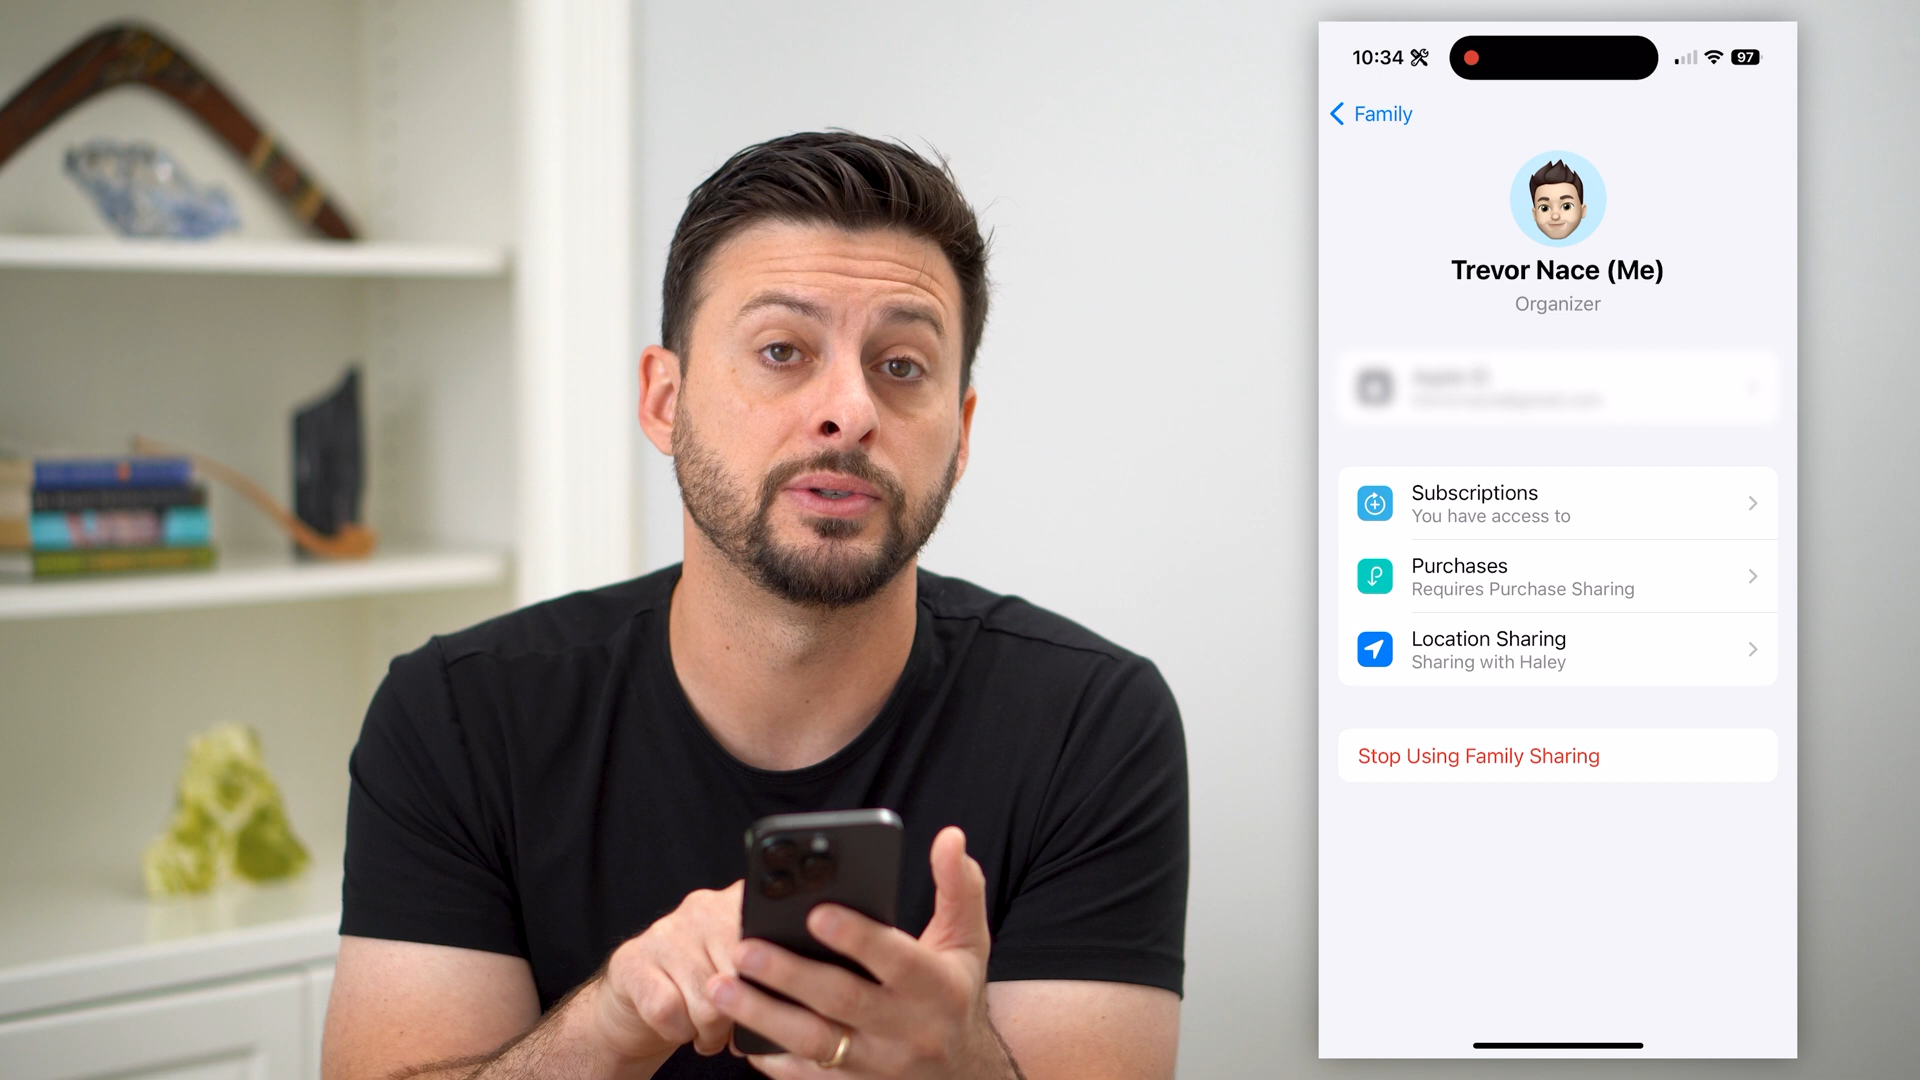 10:34
97
Family
Trevor Nace (Me)
Organizer
Subscriptions
You have access to
Purchases
Requires Purchase Sharing
Location Sharing
Sharing with Haley
Stop Using Family Sharing